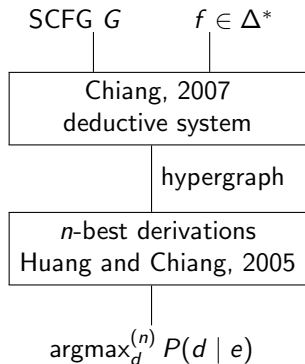 SCFG G
f ∈ Δ*
Chiang, 2007
deductive system
hypergraph
n-best derivations
Huang and Chiang, 2005
argmax_d^(n) P(d | e)